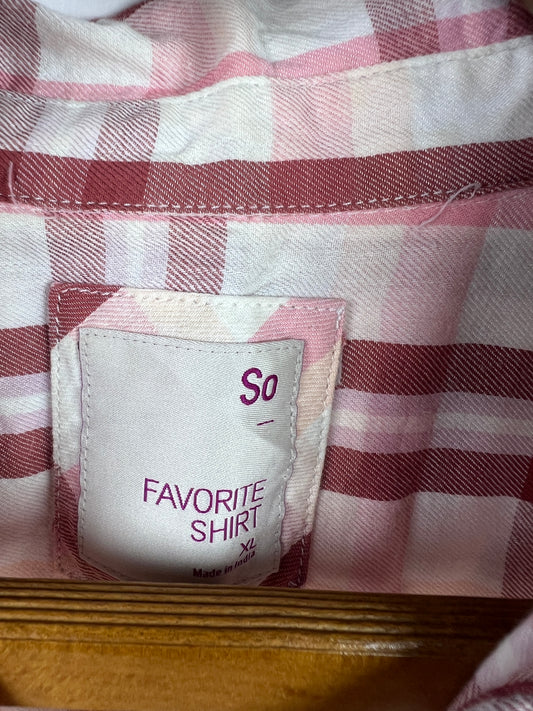 So
FAVORITE
SHIRT
XL
Made in India